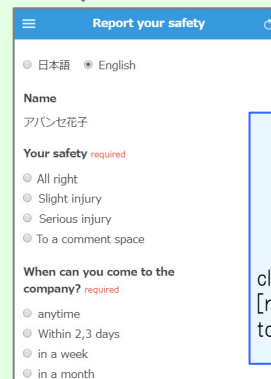 Report your safety
日本語 English
Name
アバンセ花子
Your safety required
All right
Slight injury
Serious injury
To a comment space
When can you come to the
company? required
anytime
Within 2,3 days
in a week
in a month